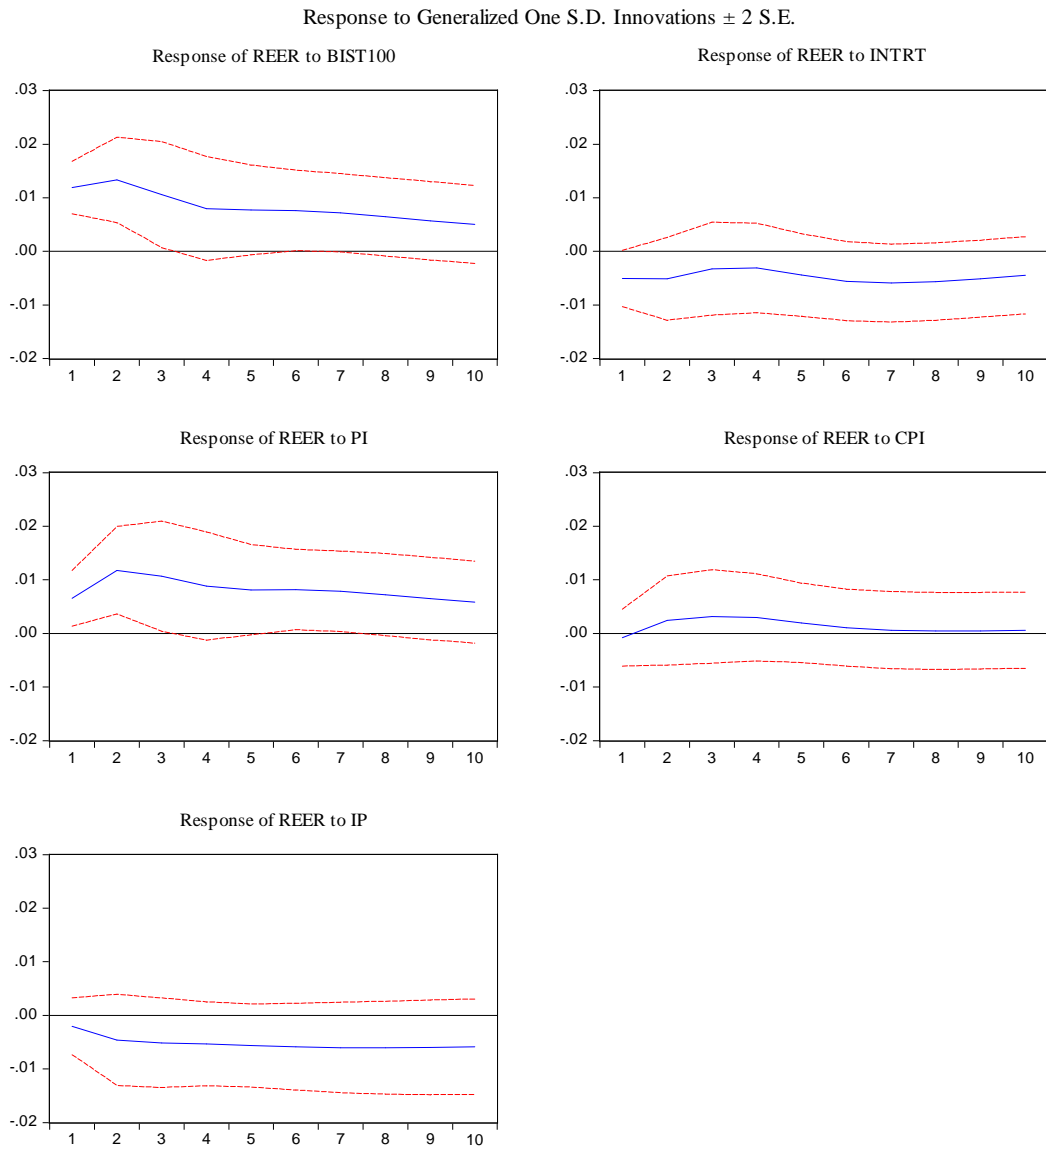 Response to Generalized One S.D. Innovations ± 2 S.E.
Response of REER to BIST100
.03
.02
.01
.00
-.01
-.02
1 2 3 4 5 6 7 8 9 10
Response of REER to INTRT
.03
.02
.01
.00
-.01
-.02
1 2 3 4 5 6 7 8 9 10
Response of REER to PI
.03
.02
.01
.00
-.01
-.02
1 2 3 4 5 6 7 8 9 10
Response of REER to CPI
.03
.02
.01
.00
-.01
-.02
1 2 3 4 5 6 7 8 9 10
Response of REER to IP
.03
.02
.01
.00
-.01
-.02
1 2 3 4 5 6 7 8 9 10